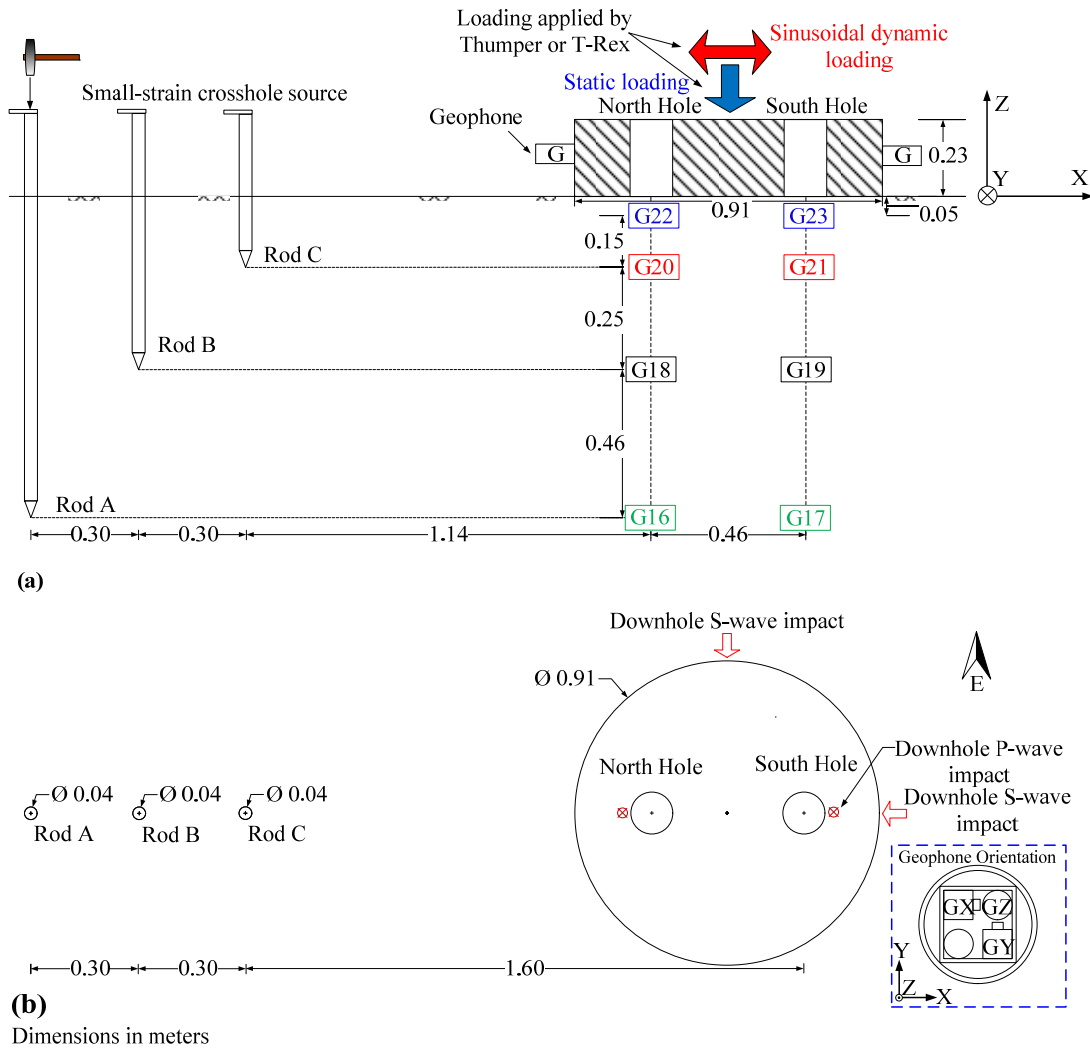 Loading applied by
Thumper or T-Rex
Sinusoidal dynamic
loading
Static loading
Small-strain crosshole source
North Hole
South Hole
Geophone
G
G
Z
0.23
X
Y
0.91
0.05
G22
G23
0.15
Rod C
G20
G21
0.25
Rod B
G18
G19
0.46
Rod A
G16
G17
0.30
0.30
1.14
0.46
(a)
Downhole S-wave impact
Ø 0.91
E
North Hole
South Hole
Downhole P-wave
impact
Downhole S-wave
impact
Ø 0.04
Ø 0.04
Ø 0.04
Rod A
Rod B
Rod C
Geophone Orientation
GX
GZ
GY
Y
Z
X
0.30
0.30
1.60
(b)
Dimensions in meters